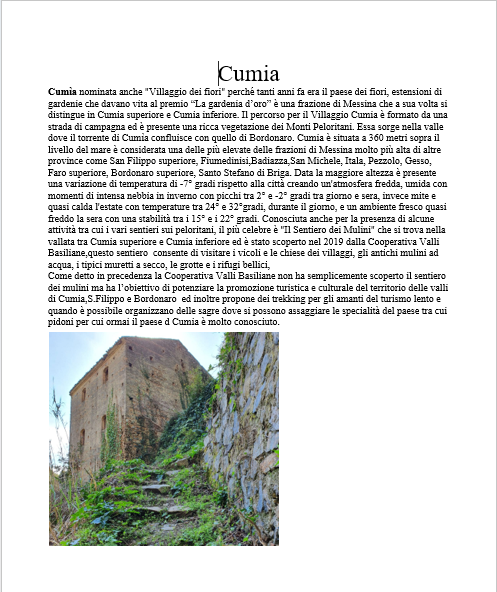 Cumia
Cumia nominata anche "Villaggio dei fiori" perchè tanti anni fa era il paese dei fiori, estensioni di
gardenie che davano vita al premio “La gardenia d’oro” è una frazione di Messina che a sua volta si
distingue in Cumia superiore e Cumia inferiore. Il percorso per il Villaggio Cumia è formato da una
strada di campagna ed è presente una ricca vegetazione dei Monti Peloritani. Essa sorge nella valle
dove il torrente di Cumia confluisce con quello di Bordonaro. Cumia è situata a 360 metri sopra il
livello del mare è considerata una delle più elevate delle frazioni di Messina molto più alta di altre
province come San Filippo superiore, Fiumedinisi,Badiazza,San Michele, Itala, Pezzolo, Gesso,
Faro superiore, Bordonaro superiore, Santo Stefano di Briga. Data la maggiore altezza è presente
una variazione di temperatura di -7° gradi rispetto alla città creando un'atmosfera fredda, umida con
momenti di intensa nebbia in inverno con picchi tra 2° e -2° gradi tra giorno e sera, invece mite e
quasi calda l'estate con temperature tra 24° e 32°gradi, durante il giorno, e un ambiente fresco quasi
freddo la sera con una stabilità tra i 15° e i 22° gradi. Conosciuta anche per la presenza di alcune
attività tra cui i vari sentieri sui peloritani, il più celebre è "Il Sentiero dei Mulini" che si trova nella
vallata tra Cumia superiore e Cumia inferiore ed è stato scoperto nel 2019 dalla Cooperativa Valli
Basiliane,questo sentiero consente di visitare i vicoli e le chiese dei villaggi, gli antichi mulini ad
acqua, i tipici muretti a secco, le grotte e i rifugi bellici,
Come detto in precedenza la Cooperativa Valli Basiliane non ha semplicemente scoperto il sentiero
dei mulini ma ha l’obiettivo di potenziare la promozione turistica e culturale del territorio delle valli
di Cumia,S.Filippo e Bordonaro ed inoltre propone dei trekking per gli amanti del turismo lento e
quando è possibile organizzano delle sagre dove si possono assaggiare le specialità del paese tra cui
pidoni per cui ormai il paese d Cumia è molto conosciuto.